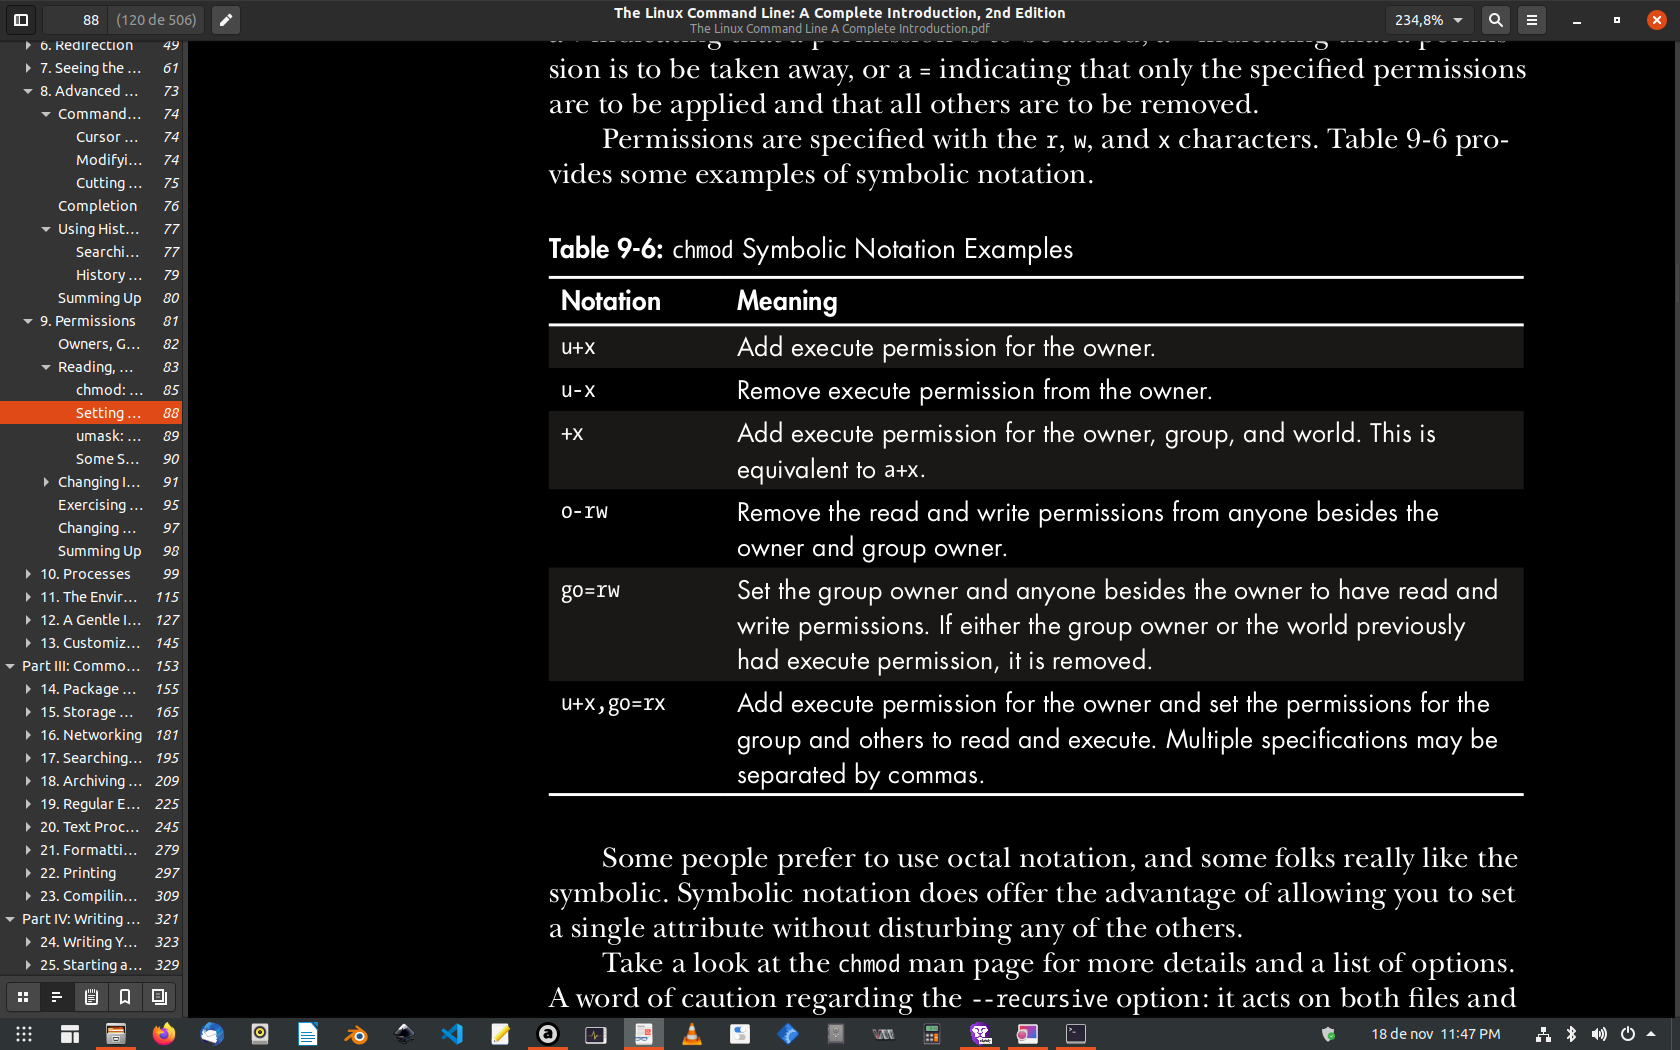 88
(120 de 506)
The Linux Command Line: A Complete Introduction, 2nd Edition
The Linux Command Line A Complete Introduction.pdf
234,8%
6. Redirection 49
7. Seeing the ... 61
8. Advanced ... 73
Command... 74
Cursor ... 74
Modifyi... 74
Cutting ... 75
Completion 76
Using Hist... 77
Searchi... 77
History ... 79
Summing Up 80
9. Permissions 81
Owners, G... 82
Reading, ... 83
chmod: ... 85
Setting ... 88
umask: ... 89
Some S... 90
Changing I... 91
Exercising ... 95
Changing ... 97
Summing Up 98
10. Processes 99
11. The Envir... 115
12. A Gentle I... 127
13. Customiz... 145
Part III: Commo... 153
14. Package ... 155
15. Storage ... 165
16. Networking 181
17. Searching... 195
18. Archiving ... 209
19. Regular E... 225
20. Text Proc... 245
21. Formatti... 279
22. Printing 297
23. Compilin... 309
Part IV: Writing ... 321
24. Writing Y... 323
25. Starting a... 329
a + indicating that a permission is to be added, a - indicating that a permis-
sion is to be taken away, or a = indicating that only the specified permissions
are to be applied and that all others are to be removed.
Permissions are specified with the r, w, and x characters. Table 9-6 pro-
vides some examples of symbolic notation.
Table 9-6: chmod Symbolic Notation Examples
Notation Meaning
u+x Add execute permission for the owner.
u-x Remove execute permission from the owner.
+x Add execute permission for the owner, group, and world. This is
equivalent to a+x.
o-rw Remove the read and write permissions from anyone besides the
owner and group owner.
go=rw Set the group owner and anyone besides the owner to have read and
write permissions. If either the group owner or the world previously
had execute permission, it is removed.
u+x,go=rx Add execute permission for the owner and set the permissions for the
group and others to read and execute. Multiple specifications may be
separated by commas.
Some people prefer to use octal notation, and some folks really like the
symbolic. Symbolic notation does offer the advantage of allowing you to set
a single attribute without disturbing any of the others.
Take a look at the chmod man page for more details and a list of options.
A word of caution regarding the --recursive option: it acts on both files and
18 de nov 11:47 PM